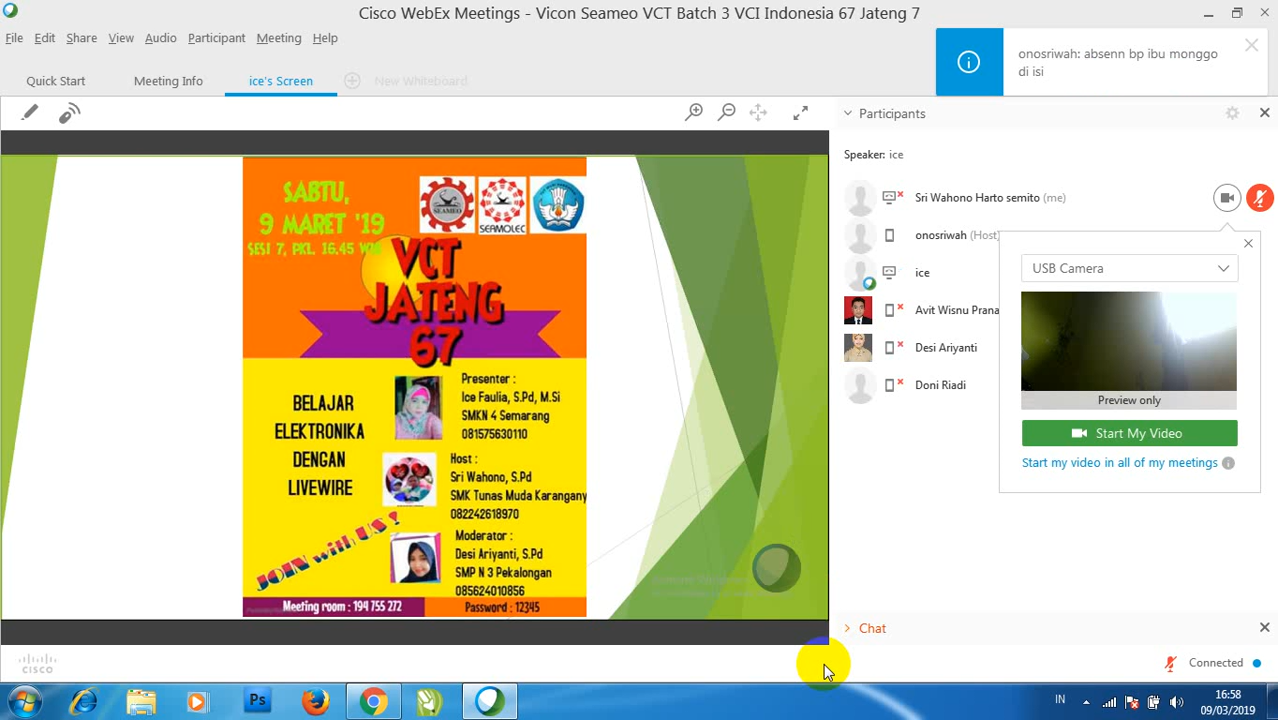 Cisco WebEx Meetings - Vicon Seameo VCT Batch 3 VCI Indonesia 67 Jateng 7
File Edit Share View Audio Participant Meeting Help
onosriwah: absenn bp ibu monggo
di isi
Quick Start Meeting Info ice's Screen New Whiteboard
SABTU,
9 MARET '19
SESI 7, PKL. 16.45 WIB
SEAMEO
SEAMOLEC
VCT
JATENG
67
BELAJAR
ELEKTRONIKA
DENGAN
LIVEWIRE
JOIN with US ?
Presenter :
Ice Faulia, S.Pd, M.Si
SMKN 4 Semarang
081575630110
Host :
Sri Wahono, S.Pd
SMK Tunas Muda Karangany
082242618970
Moderator :
Desi Ariyanti, S.Pd
SMP N 3 Pekalongan
085624010856
Meeting room : 194 755 272
Password : 12345
Participants
Speaker: ice
Sri Wahono Harto semito (me)
onosriwah (Host)
ice
Avit Wisnu Prana
Desi Ariyanti
Doni Riadi
USB Camera
Preview only
Start My Video
Start my video in all of my meetings
Chat
cisco
Connected
Ps
IN
16:58
09/03/2019